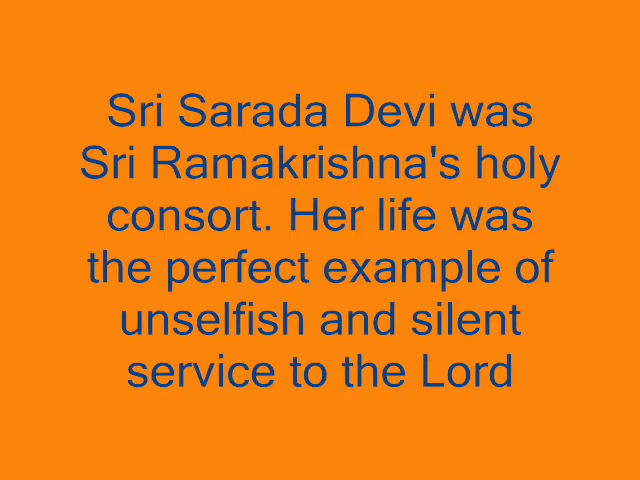 Sri Sarada Devi was
Sri Ramakrishna's holy
consort. Her life was
the perfect example of
unselfish and silent
service to the Lord